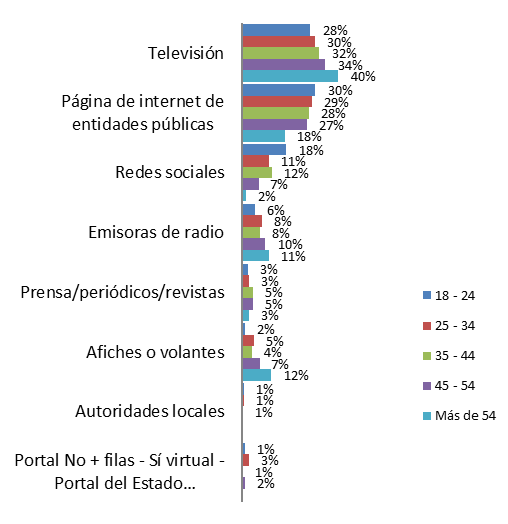 Televisión
28%
30%
32%
34%
40%
Página de internet de
entidades públicas
30%
29%
28%
27%
18%
Redes sociales
18%
11%
12%
7%
2%
Emisoras de radio
6%
8%
8%
10%
11%
Prensa/periódicos/revistas
3%
3%
5%
5%
3%
Afiches o volantes
2%
5%
4%
7%
12%
Autoridades locales
1%
1%
1%
Portal No + filas - Sí virtual -
Portal del Estado...
1%
3%
1%
2%
18 - 24
25 - 34
35 - 44
45 - 54
Más de 54